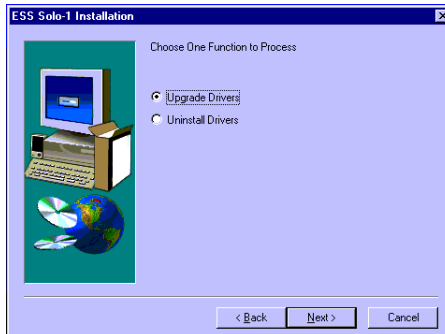 ESS Solo-1 Installation
Choose One Function to Process
Upgrade Drivers
Uninstall Drivers
< Back
Next >
Cancel